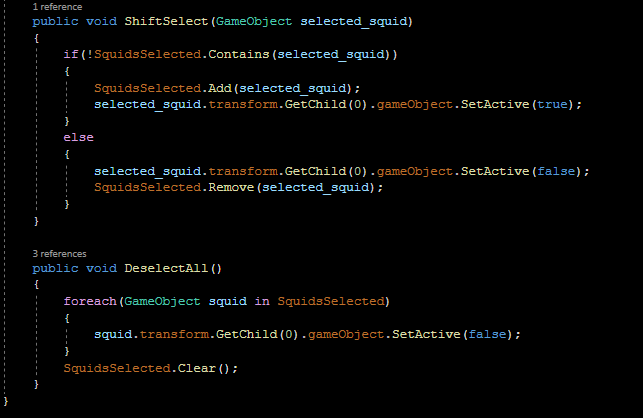 1 reference
public void ShiftSelect(GameObject selected_squid)
{
if(!SquidsSelected.Contains(selected_squid))
{
SquidsSelected.Add(selected_squid);
selected_squid.transform.GetChild(0).gameObject.SetActive(true);
}
else
{
selected_squid.transform.GetChild(0).gameObject.SetActive(false);
SquidsSelected.Remove(selected_squid);
}
}
3 references
public void DeselectAll()
{
foreach(GameObject squid in SquidsSelected)
{
squid.transform.GetChild(0).gameObject.SetActive(false);
}
SquidsSelected.Clear();
}
}